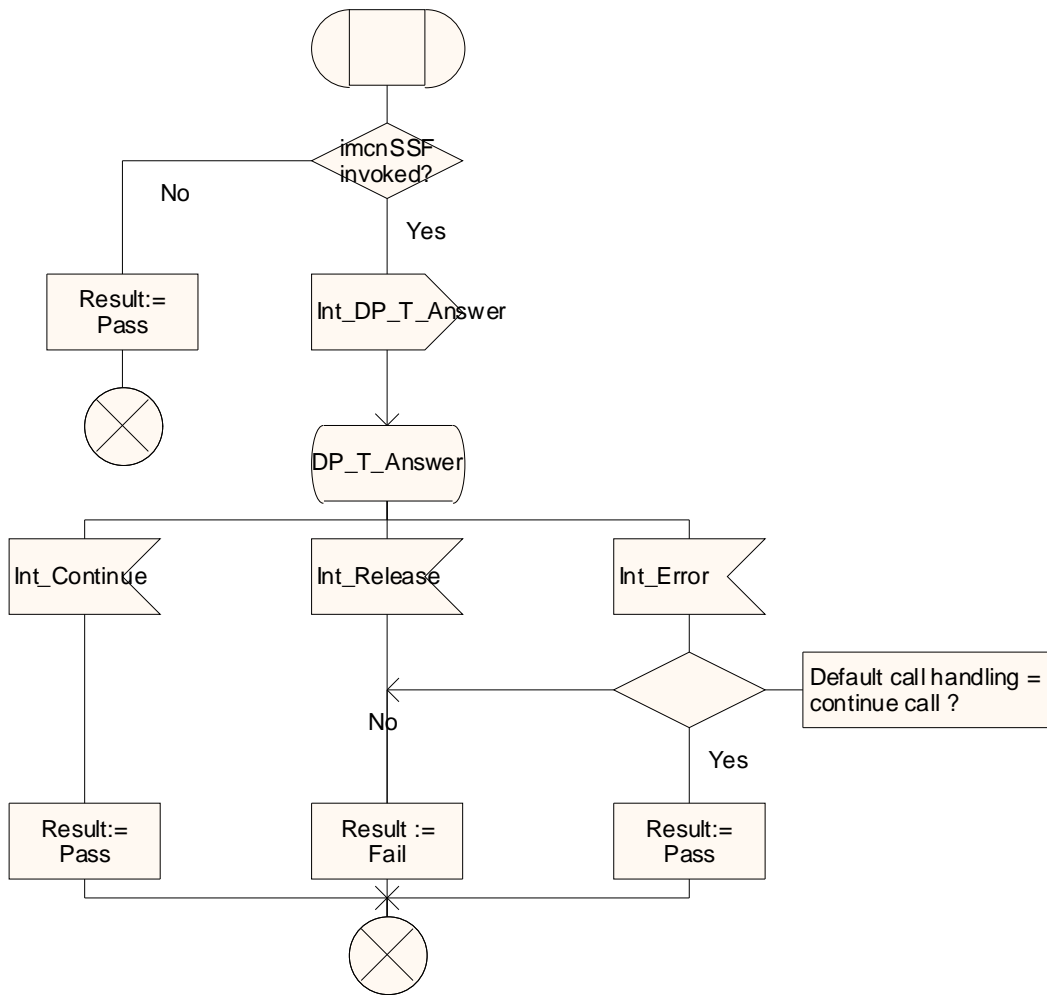 imcnSSF
invoked?
No
Yes
Result:=
Pass
Int_DP_T_Answer
DP_T_Answer
Int_Continue
Int_Release
Int_Error
Default call handling =
continue call ?
No
Yes
Result:=
Pass
Result :=
Fail
Result:=
Pass